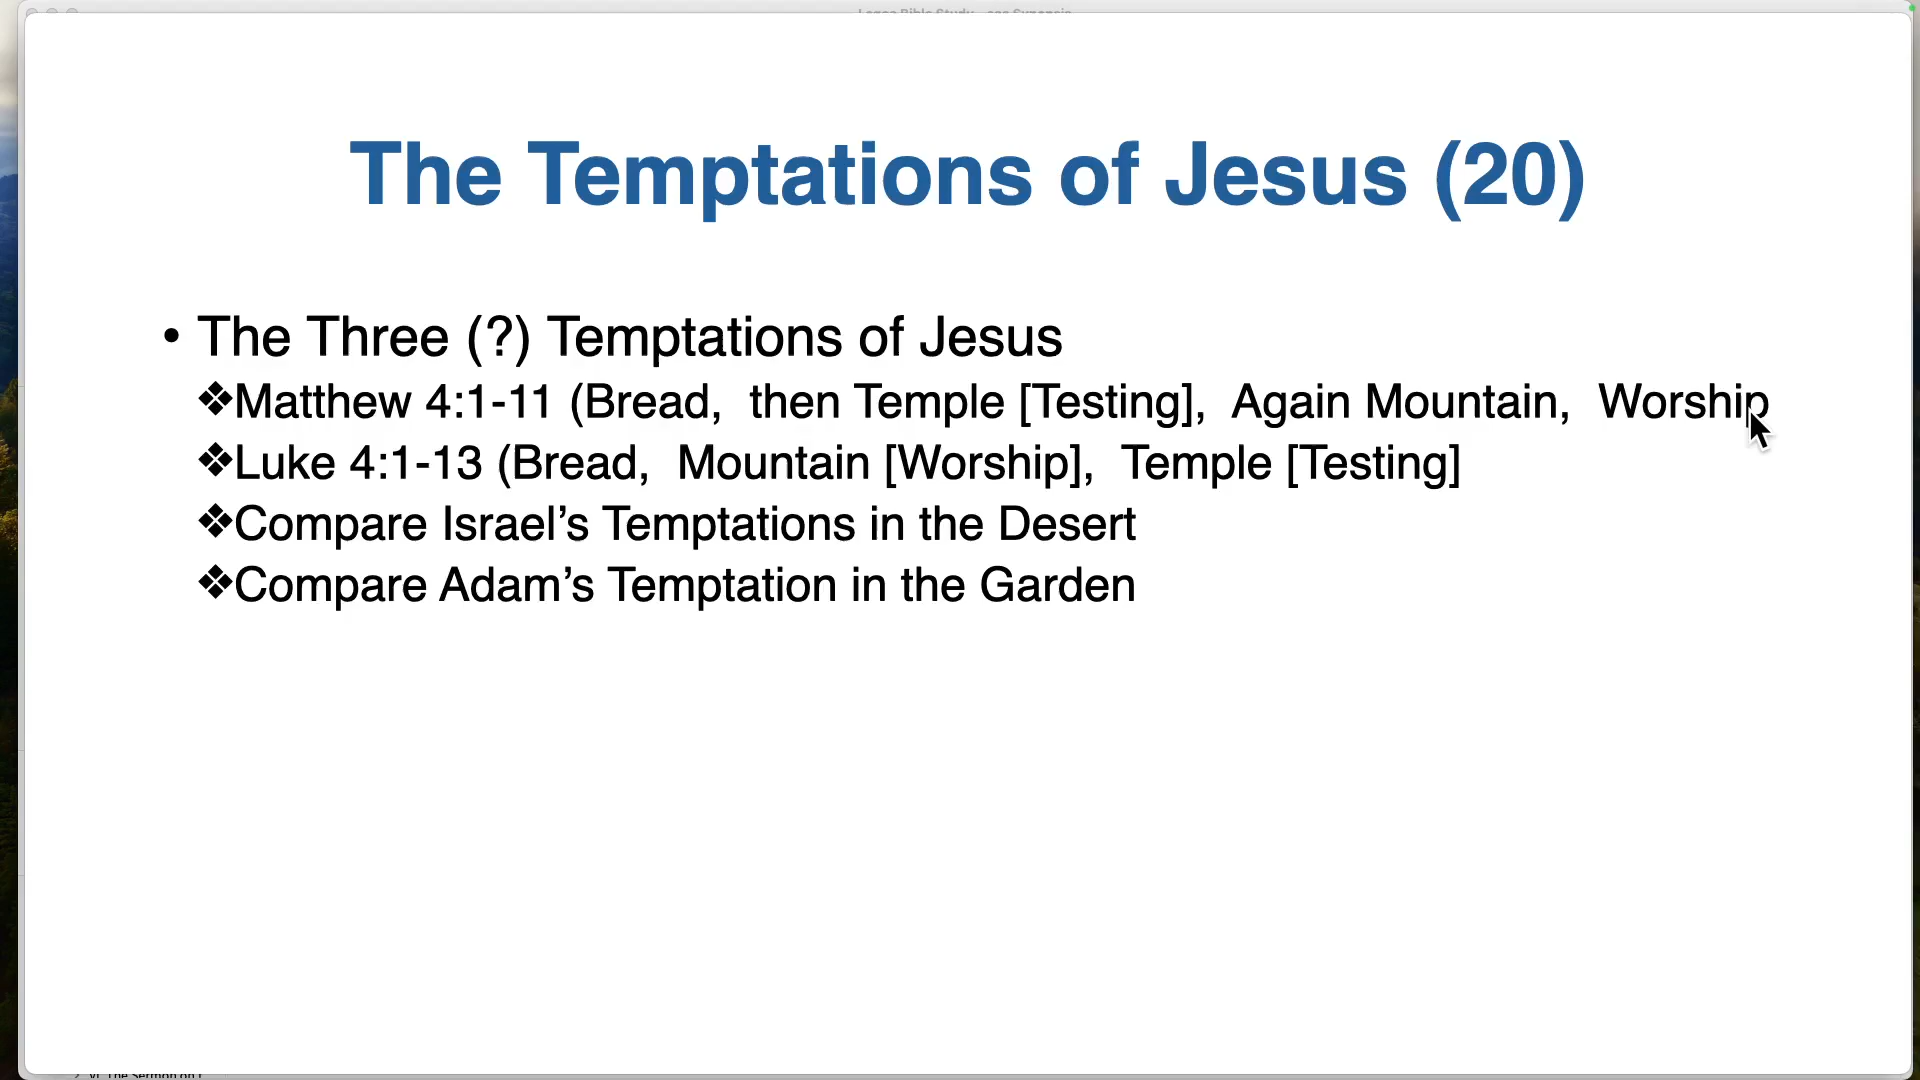 The Temptations of Jesus (20)
• The Three (?) Temptations of Jesus
❖Matthew 4:1-11 (Bread, then Temple [Testing], Again Mountain, Worship
❖Luke 4:1-13 (Bread, Mountain [Worship], Temple [Testing]
❖Compare Israel’s Temptations in the Desert
❖Compare Adam’s Temptation in the Garden